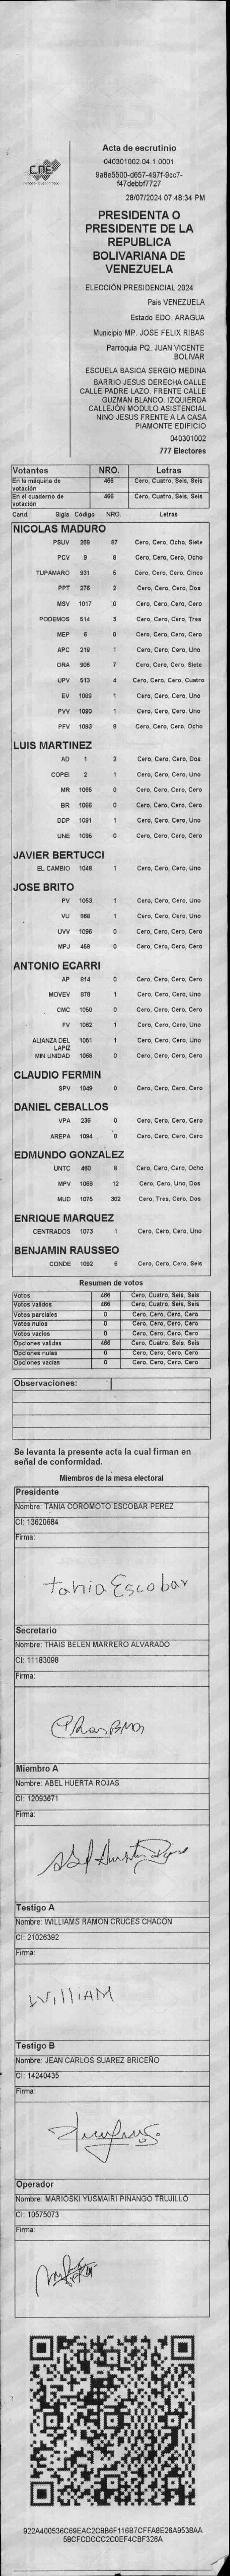 CNE
Acta de escrutinio
040301002.04.1.0001
9a8e5500-d657-497f-9cc7-
f47debbf7727
28/07/2024 07:48:34 PM
PRESIDENTA O
PRESIDENTE DE LA
REPUBLICA
BOLIVARIANA DE
VENEZUELA
ELECCIÓN PRESIDENCIAL 2024
País VENEZUELA
Estado EDO. ARAGUA
Municipio MP. JOSE FELIX RIBAS
Parroquia PQ. JUAN VICENTE
BOLIVAR
ESCUELA BASICA SERGIO MEDINA
BARRIO JESUS DERECHA CALLE
CALLE PADRE LAZO. FRENTE CALLE
GUZMAN BLANCO. IZQUIERDA
CALLEJÓN MODULO ASISTENCIAL
NINO JESUS FRENTE A LA CASA
PIAMONTE EDIFICIO
040301002
777 Electores
Votantes NRO. Letras
En la máquina de votación 466 Cero, Cuatro, Seis, Seis
En el cuaderno de votación 466 Cero, Cuatro, Seis, Seis
Cand. Sigla Código NRO. Letras
NICOLAS MADURO
PSUV 269 87 Cero, Cero, Ocho, Siete
PCV 9 8 Cero, Cero, Cero, Ocho
TUPAMARO 931 5 Cero, Cero, Cero, Cinco
PPT 276 2 Cero, Cero, Cero, Dos
MSV 1017 0 Cero, Cero, Cero, Cero
PODEMOS 514 3 Cero, Cero, Cero, Tres
MEP 6 0 Cero, Cero, Cero, Cero
APC 219 1 Cero, Cero, Cero, Uno
ORA 906 7 Cero, Cero, Cero, Siete
UPV 513 4 Cero, Cero, Cero, Cuatro
EV 1089 1 Cero, Cero, Cero, Uno
PVV 1090 1 Cero, Cero, Cero, Uno
PFV 1093 8 Cero, Cero, Cero, Ocho
LUIS MARTINEZ
AD 1 2 Cero, Cero, Cero, Dos
COPEI 2 1 Cero, Cero, Cero, Uno
MR 1055 0 Cero, Cero, Cero, Cero
BR 1066 0 Cero, Cero, Cero, Cero
DDP 1091 1 Cero, Cero, Cero, Uno
UNE 1095 0 Cero, Cero, Cero, Cero
JAVIER BERTUCCI
EL CAMBIO 1048 1 Cero, Cero, Cero, Uno
JOSE BRITO
PV 1053 1 Cero, Cero, Cero, Uno
VU 968 1 Cero, Cero, Cero, Uno
UVV 1096 0 Cero, Cero, Cero, Cero
MPJ 458 0 Cero, Cero, Cero, Cero
ANTONIO ECARRI
AP 814 0 Cero, Cero, Cero, Cero
MOVEV 878 1 Cero, Cero, Cero, Uno
CMC 1050 0 Cero, Cero, Cero, Cero
FV 1062 1 Cero, Cero, Cero, Uno
ALIANZA DEL LAPIZ 1051 1 Cero, Cero, Cero, Uno
MIN UNIDAD 1068 0 Cero, Cero, Cero, Cero
CLAUDIO FERMIN
SPV 1049 0 Cero, Cero, Cero, Cero
DANIEL CEBALLOS
VPA 236 0 Cero, Cero, Cero, Cero
AREPA 1094 0 Cero, Cero, Cero, Cero
EDMUNDO GONZALEZ
UNTC 460 8 Cero, Cero, Cero, Ocho
MPV 1069 12 Cero, Cero, Uno, Dos
MUD 1075 302 Cero, Tres, Cero, Dos
ENRIQUE MARQUEZ
CENTRADOS 1073 1 Cero, Cero, Cero, Uno
BENJAMIN RAUSSEO
CONDE 1092 6 Cero, Cero, Cero, Seis
Resumen de votos
Votos 466 Cero, Cuatro, Seis, Seis
Votos validos 466 Cero, Cuatro, Seis, Seis
Votos parciales 0 Cero, Cero, Cero, Cero
Votos nulos 0 Cero, Cero, Cero, Cero
Votos vacios 0 Cero, Cero, Cero, Cero
Opciones validas 466 Cero, Cuatro, Seis, Seis
Opciones nulas 0 Cero, Cero, Cero, Cero
Opciones vacias 0 Cero, Cero, Cero, Cero
Observaciones:
Se levanta la presente acta la cual firman en
señal de conformidad.
Miembros de la mesa electoral
Presidente
Nombre: TANIA COROMOTO ESCOBAR PEREZ
CI: 13620684
Firma:
Tania Escobar
Secretario
Nombre: THAIS BELEN MARRERO ALVARADO
CI: 11183098
Firma:
Miembro A
Nombre: ABEL HUERTA ROJAS
CI: 12093671
Firma:
Testigo A
Nombre: WILLIAMS RAMON CRUCES CHACON
CI: 21026392
Firma:
WilliAM
Testigo B
Nombre: JEAN CARLOS SUAREZ BRICEÑO
CI: 14240435
Firma:
Operador
Nombre: MARIOSKI YUSMAIRI PIÑANGO TRUJILLO
CI: 10575073
Firma:
922A400536C69EAC2C8B6F116B7CFFA8E26A953BAA
5BCFCDCCC2C0EF4CBF326A